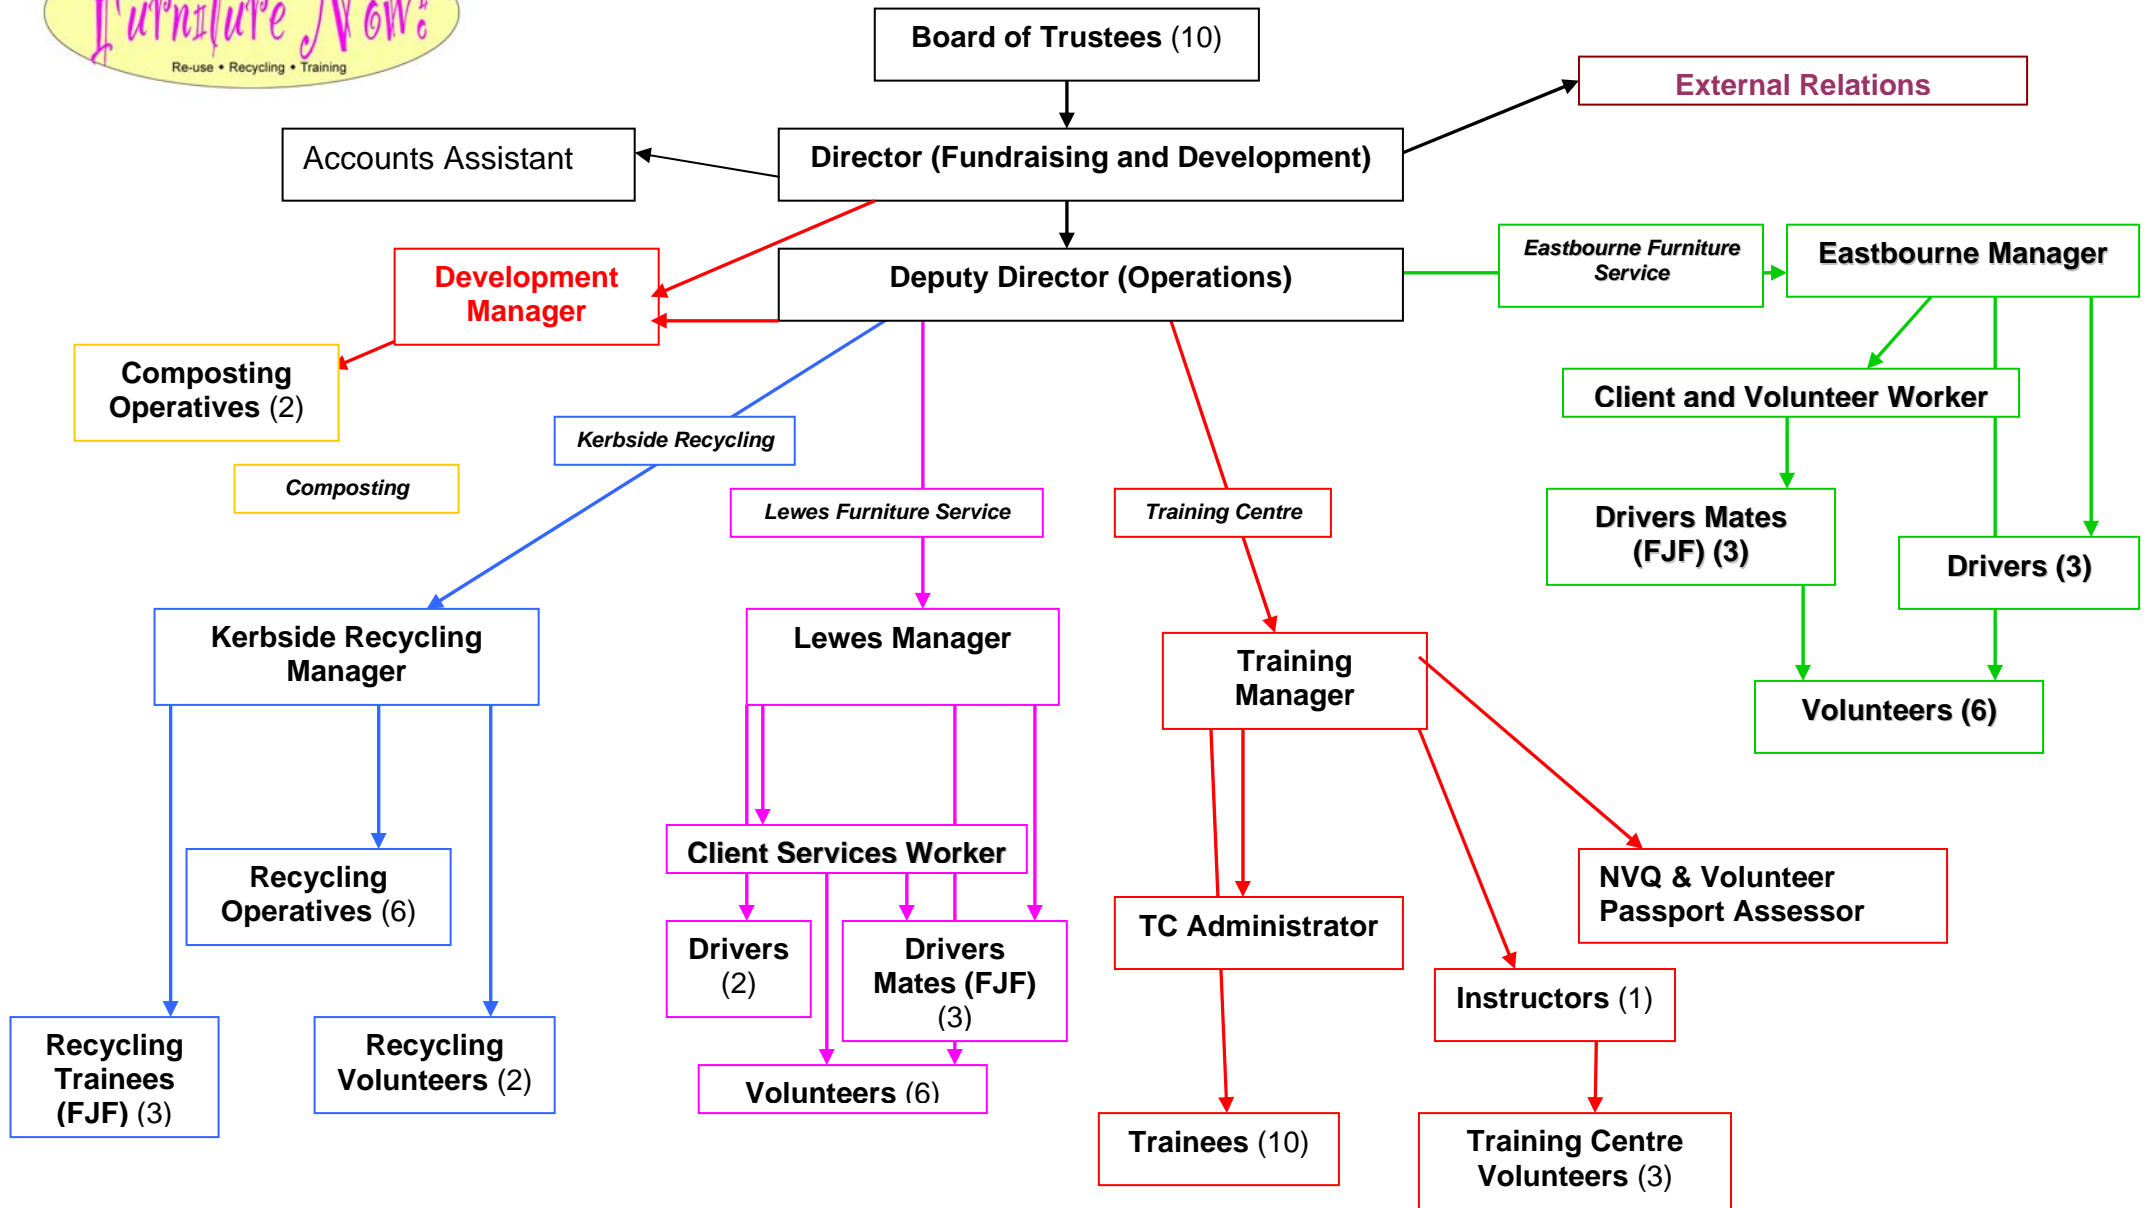 Furniture Now!
Re-use • Recycling • Training
Board of Trustees (10)
External Relations
Accounts Assistant
Director (Fundraising and Development)
Development
Manager
Deputy Director (Operations)
Eastbourne Furniture
Service
Eastbourne Manager
Composting
Operatives (2)
Client and Volunteer Worker
Kerbside Recycling
Composting
Lewes Furniture Service
Training Centre
Drivers Mates
(FJF) (3)
Drivers (3)
Kerbside Recycling
Manager
Lewes Manager
Training
Manager
Volunteers (6)
Client Services Worker
Recycling
Operatives (6)
NVQ & Volunteer
Passport Assessor
TC Administrator
Drivers
(2)
Drivers
Mates (FJF)
(3)
Instructors (1)
Recycling
Trainees
(FJF) (3)
Recycling
Volunteers (2)
Volunteers (6)
Trainees (10)
Training Centre
Volunteers (3)